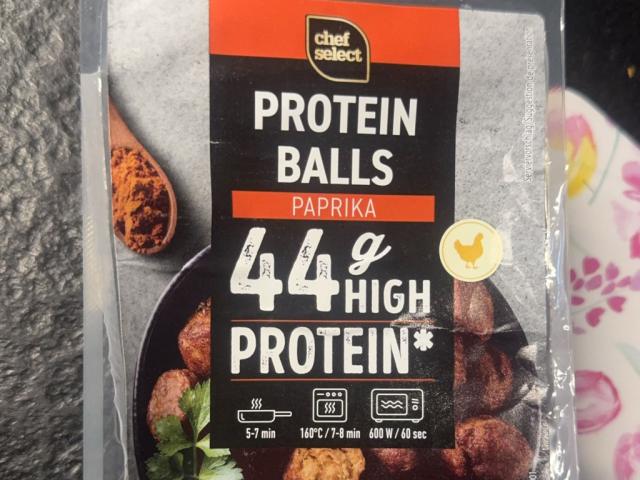 chef
select
PROTEIN
BALLS
PAPRIKA
44g
HIGH
PROTEIN*
5-7 min
160°C / 7-8 min
600 W / 60 sec